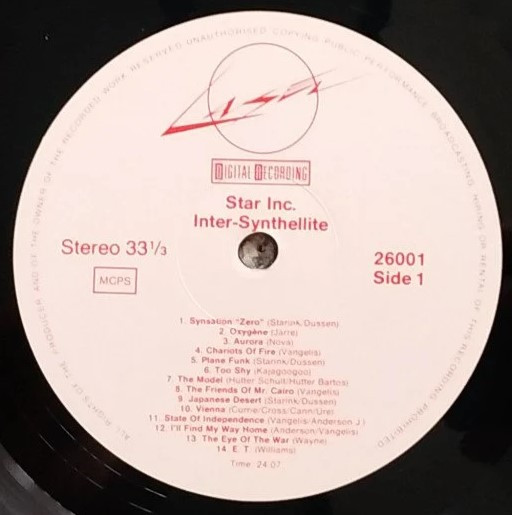 ALL RIGHTS OF THE PRODUCER AND OF THE OWNER OF THE RECORDED WORK RESERVED UNAUTHORISED COPYING PUBLIC PERFORMANCE BROADCASTING HIRING OR RENTAL OF THIS RECORDING PROHIBITED
DIGITAL RECORDING
Star Inc.
Inter-Synthellite
Stereo 33 1/3
MCPS
26001
Side 1
1. Synsation "Zero" (Starink/Dussen)
2. Oxygène (Jarre)
3. Aurora (Nova)
4. Chariots Of Fire (Vangelis)
5. Plane Funk (Starink/Dussen)
6. Too Shy (Kajagoogoo)
7. The Model (Hutter Schult/Hutter Bartos)
8. The Friends Of Mr. Cairo (Vangelis)
9. Japanese Desert (Starink/Dussen)
10. Vienna (Currie/Cross/Cann/Ure)
11. State Of Independence (Vangelis/Anderson J.)
12. I'll Find My Way Home (Anderson/Vangelis)
13 The Eye Of The War (Wayne)
14 E. T. (Williams)
Time: 24.07